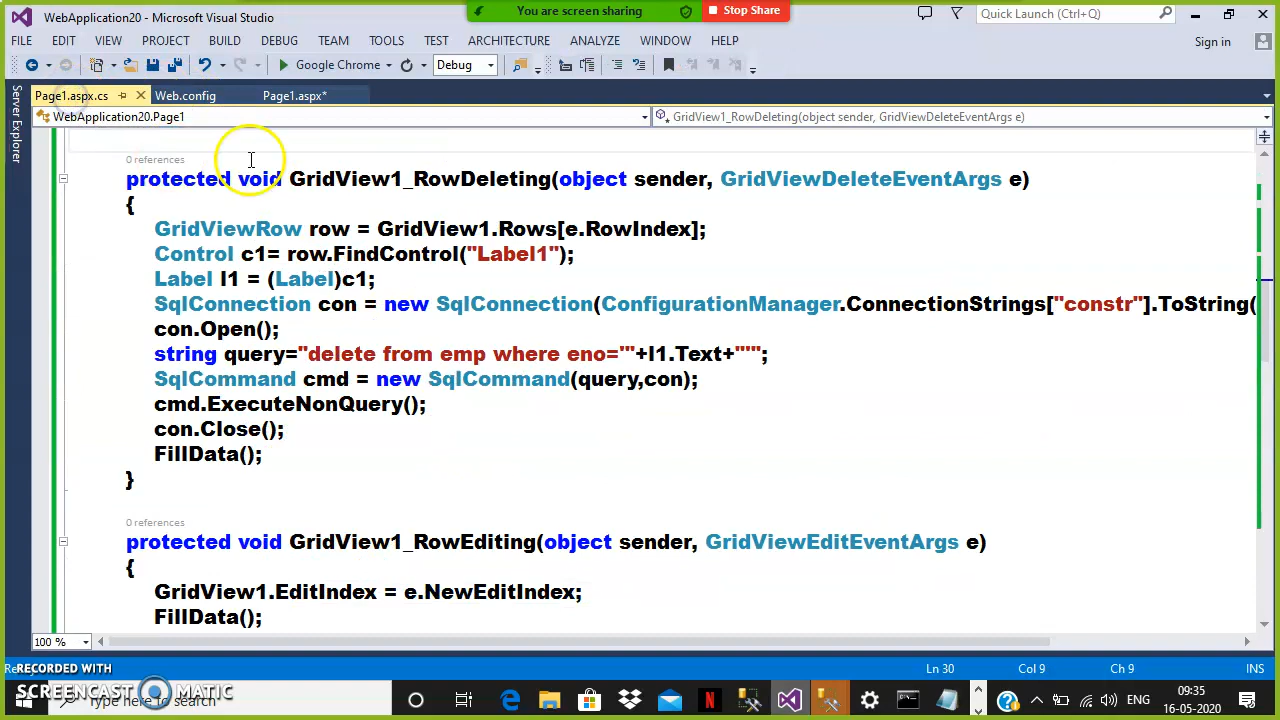 WebApplication20 - Microsoft Visual Studio
You are screen sharing
Stop Share
Quick Launch (Ctrl+Q)
FILE EDIT VIEW PROJECT BUILD DEBUG TEAM TOOLS TEST ARCHITECTURE ANALYZE WINDOW HELP
Sign in
Google Chrome
Debug
Server Explorer
Page1.aspx.cs Web.config Page1.aspx*
WebApplication20.Page1
GridView1_RowDeleting(object sender, GridViewDeleteEventArgs e)
0 references
protected void GridView1_RowDeleting(object sender, GridViewDeleteEventArgs e)
{
GridViewRow row = GridView1.Rows[e.RowIndex];
Control c1= row.FindControl("Label1");
Label l1 = (Label)c1;
SqlConnection con = new SqlConnection(ConfigurationManager.ConnectionStrings["constr"].ToString(
con.Open();
string query="delete from emp where eno='"+l1.Text+"'";
SqlCommand cmd = new SqlCommand(query,con);
cmd.ExecuteNonQuery();
con.Close();
FillData();
}
0 references
protected void GridView1_RowEditing(object sender, GridViewEditEventArgs e)
{
GridView1.EditIndex = e.NewEditIndex;
FillData();
100 %
Ln 30 Col 9 Ch 9 INS
RECORDED WITH
SCREENCAST MATIC
Type here to search
ENG
09:35
16-05-2020